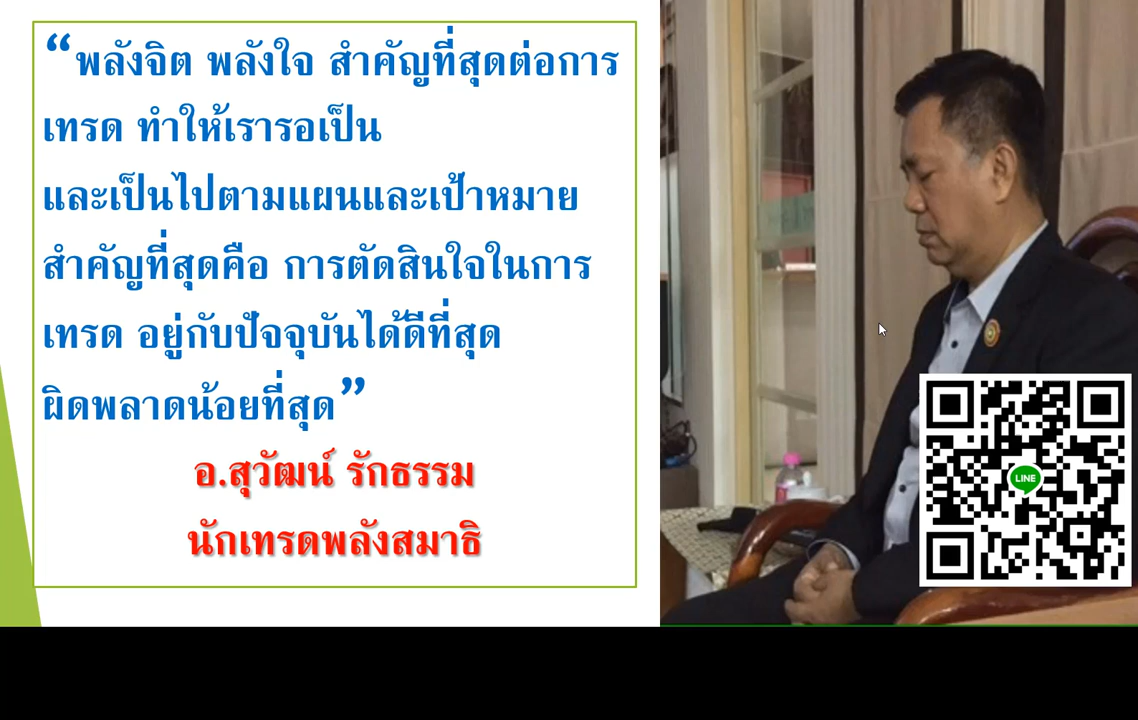 “พลังจิต พลังใจ สำคัญที่สุดต่อการ
เทรด ทำให้เรารอเป็น
และเป็นไปตามแผนและเป้าหมาย
สำคัญที่สุดคือ การตัดสินใจในการ
เทรด อยู่กับปัจจุบันได้ดีที่สุด
ผิดพลาดน้อยที่สุด”
อ.สุวัฒน์ รักธรรม
นักเทรดพลังสมาธิ
LINE